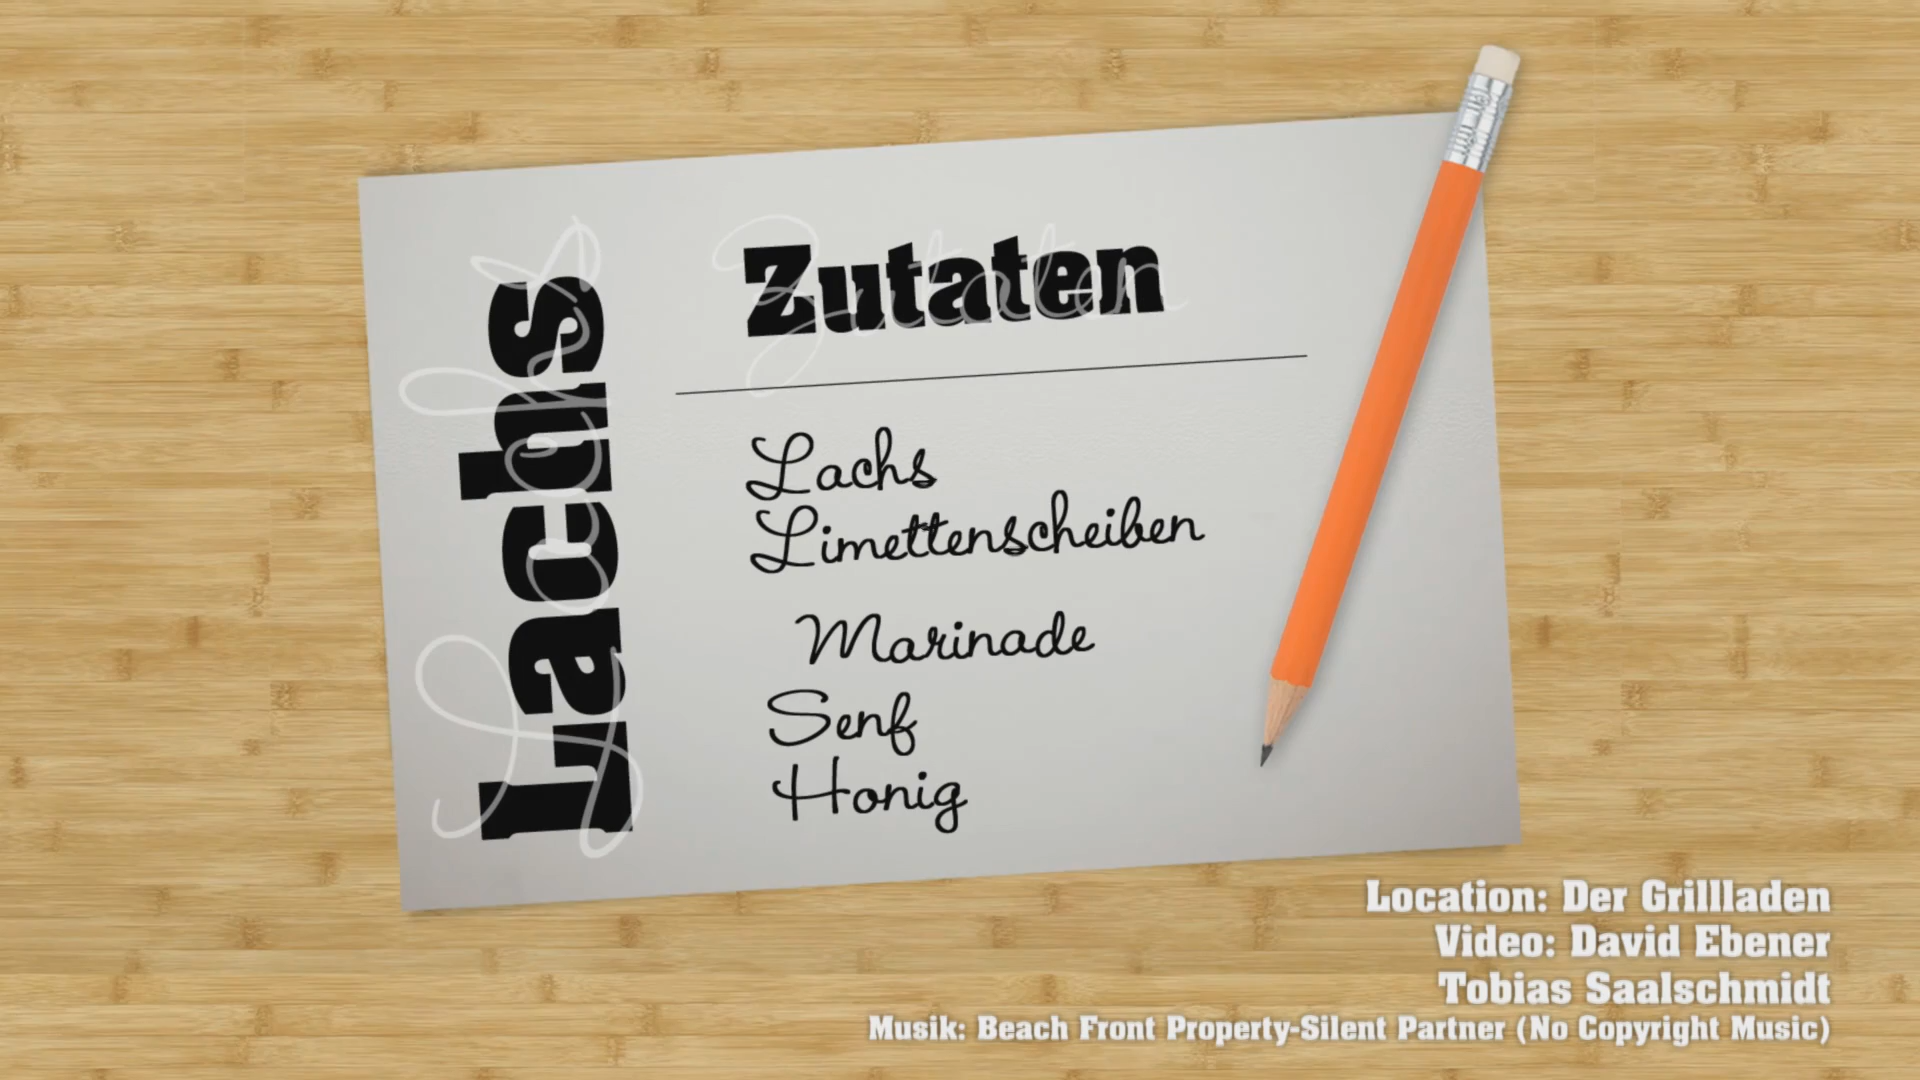 Lachs
Zutaten
Lachs
Limettenscheiben
Marinade
Senf
Honig
Location: Der Grillladen
Video: David Ebener
Tobias Saalschmidt
Musik: Beach Front Property-Silent Partner (No Copyright Music)